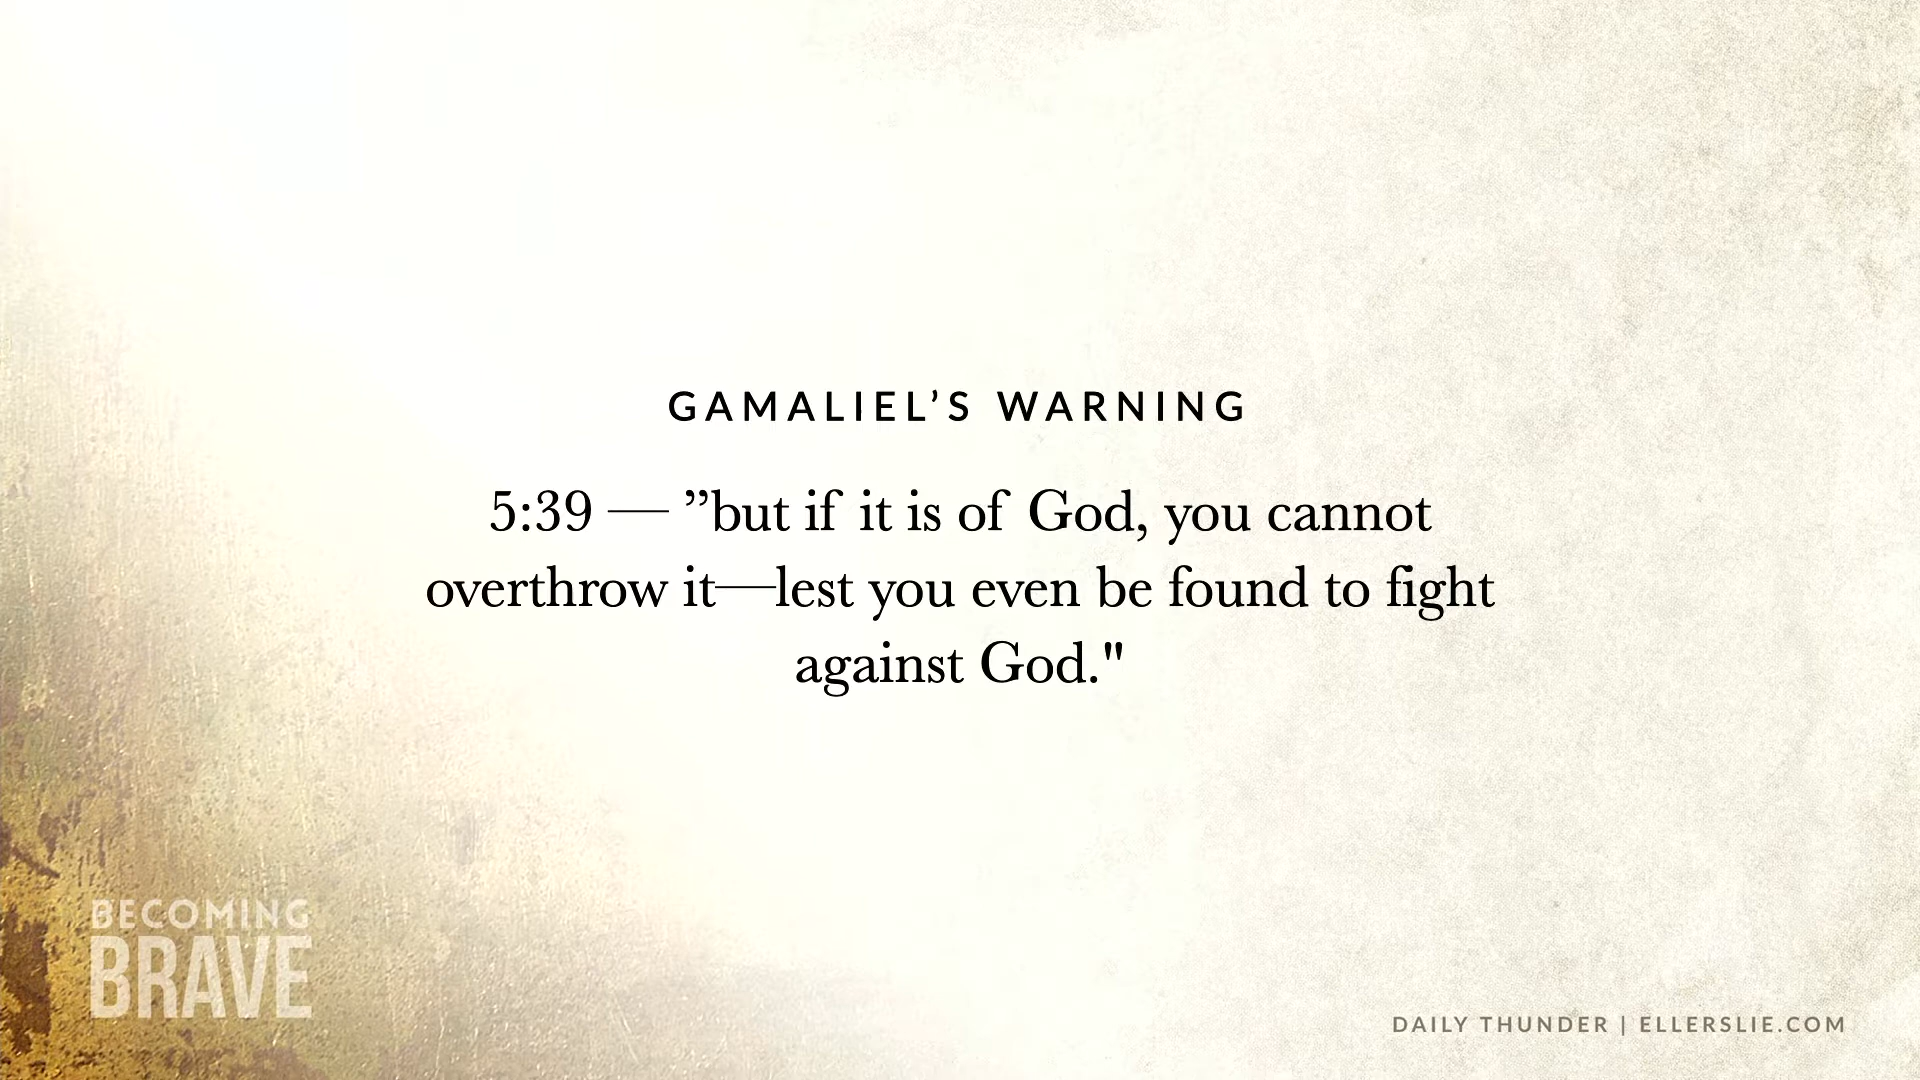 GAMALIEL’S WARNING
5:39 — ”but if it is of God, you cannot
overthrow it—lest you even be found to fight
against God."
BECOMING
BRAVE
DAILY THUNDER | ELLERSLIE.COM